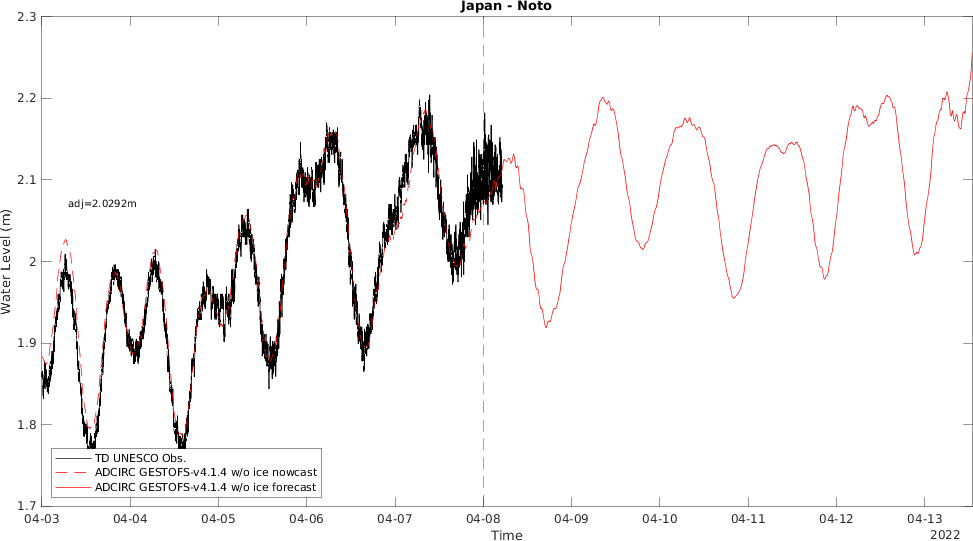 Japan - Noto
2.3
2.2
2.1
2
1.9
1.8
1.7
Water Level (m)
adj=2.0292m
TD UNESCO Obs.
ADCIRC GESTOFS-v4.1.4 w/o ice nowcast
ADCIRC GESTOFS-v4.1.4 w/o ice forecast
04-03 04-04 04-05 04-06 04-07 04-08 04-09 04-10 04-11 04-12 04-13
Time
2022